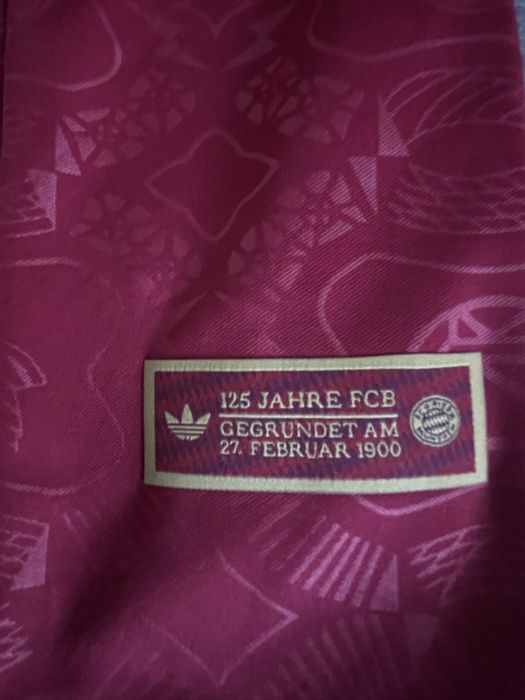 125 JAHRE FCB
GEGRÜNDET AM
27. FEBRUAR 1900